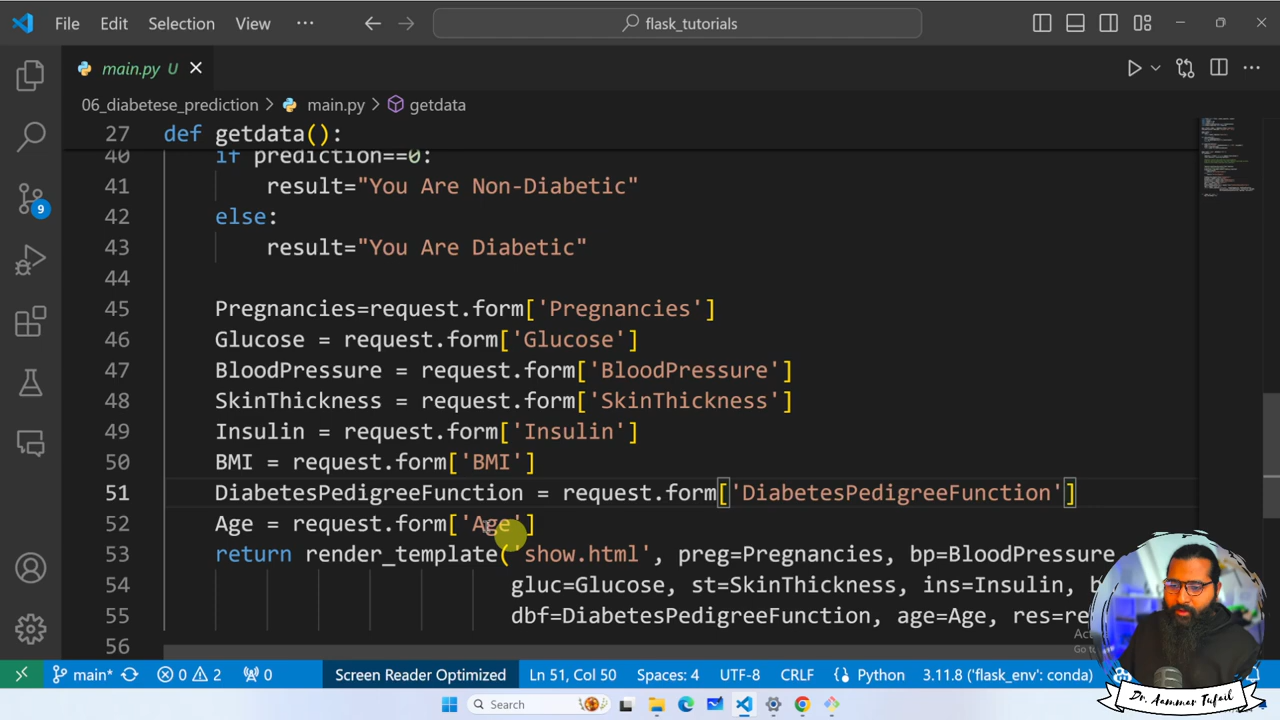 File Edit Selection View ··· flask_tutorials
main.py U
06_diabetese_prediction > main.py > getdata
27 def getdata():
40 if prediction==0:
41 result="You Are Non-Diabetic"
42 else:
43 result="You Are Diabetic"
44
45 Pregnancies=request.form['Pregnancies']
46 Glucose = request.form['Glucose']
47 BloodPressure = request.form['BloodPressure']
48 SkinThickness = request.form['SkinThickness']
49 Insulin = request.form['Insulin']
50 BMI = request.form['BMI']
51 DiabetesPedigreeFunction = request.form['DiabetesPedigreeFunction']
52 Age = request.form['Age']
53 return render_template('show.html', preg=Pregnancies, bp=BloodPressure
54 gluc=Glucose, st=SkinThickness, ins=Insulin,
55 dbf=DiabetesPedigreeFunction, age=Age, res=
56
9
main* 0 2 0 Screen Reader Optimized Ln 51, Col 50 Spaces: 4 UTF-8 CRLF { } Python 3.11.8 ('flask_env': conda)
Search
Dr. Aammar Tufail